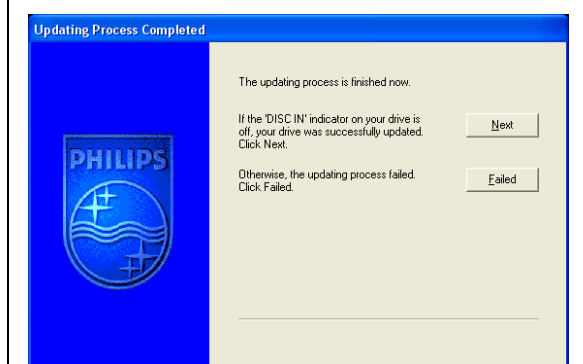 Updating Process Completed
The updating process is finished now.
If the 'DISC IN' indicator on your drive is
off, your drive was successfully updated.
Click Next.
Next
Otherwise, the updating process failed.
Click Failed.
Failed
PHILIPS